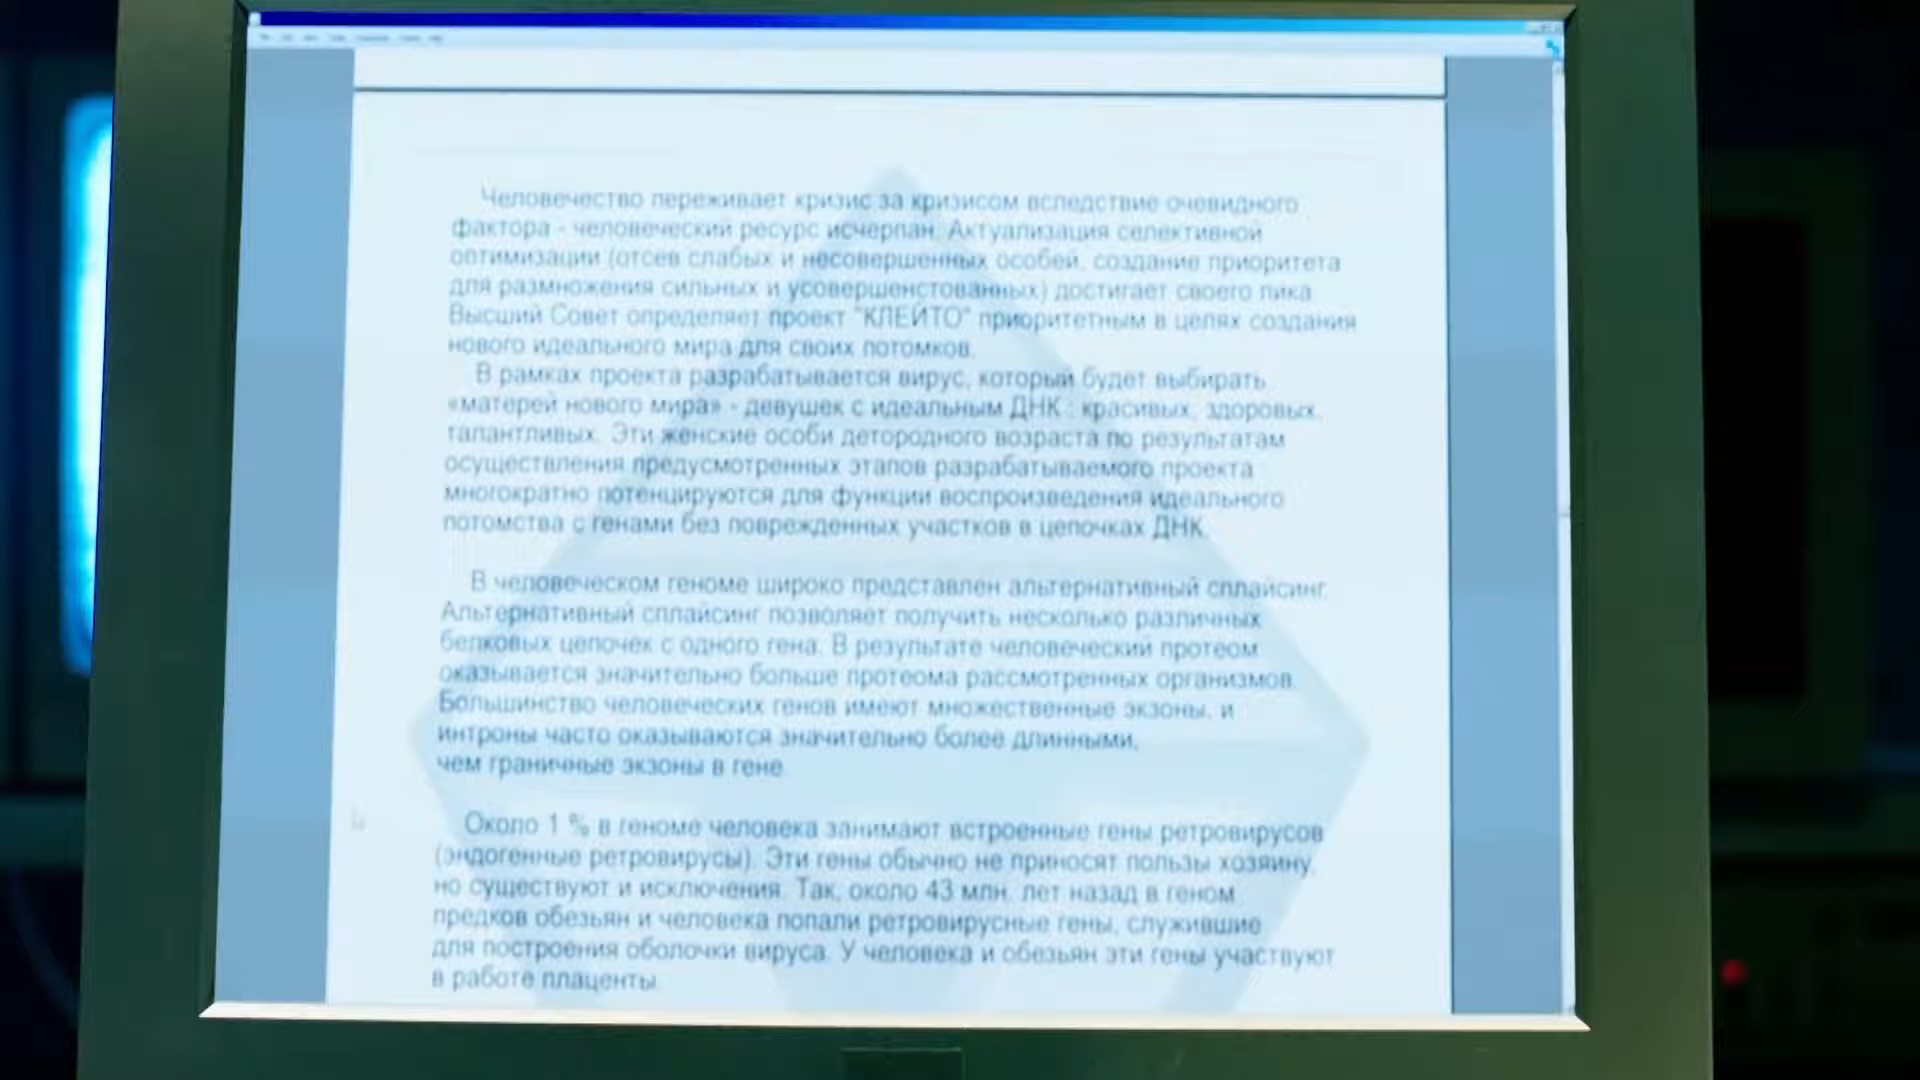 Человечество переживает кризис за кризисом вследствие очевидного
фактора - человеческий ресурс исчерпан. Актуализация селективной
оптимизации (отсев слабых и несовершенных особей, создание приоритета
для размножения сильных и усовершенстованных) достигает своего пика.
Высший Совет определяет проект "КЛЕЙТО" приоритетным в целях создания
нового идеального мира для своих потомков.
В рамках проекта разрабатывается вирус, который будет выбирать
«матерей нового мира» - девушек с идеальным ДНК : красивых, здоровых,
талантливых. Эти женские особи детородного возраста по результатам
осуществления предусмотренных этапов разрабатываемого проекта
многократно потенцируются для функции воспроизведения идеального
потомства с генами без поврежденных участков в цепочках ДНК.
В человеческом геноме широко представлен альтернативный сплайсинг.
Альтернативный сплайсинг позволяет получить несколько различных
белковых цепочек с одного гена. В результате человеческий протеом
оказывается значительно больше протеома рассмотренных организмов.
Большинство человеческих генов имеют множественные экзоны, и
интроны часто оказываются значительно более длинными,
чем граничные экзоны в гене.
Около 1 % в геноме человека занимают встроенные гены ретровирусов
(эндогенные ретровирусы). Эти гены обычно не приносят пользы хозяину,
но существуют и исключения. Так, около 43 млн. лет назад в геном
предков обезьян и человека попали ретровирусные гены, служившие
для построения оболочки вируса. У человека и обезьян эти гены участвуют
в работе плаценты.